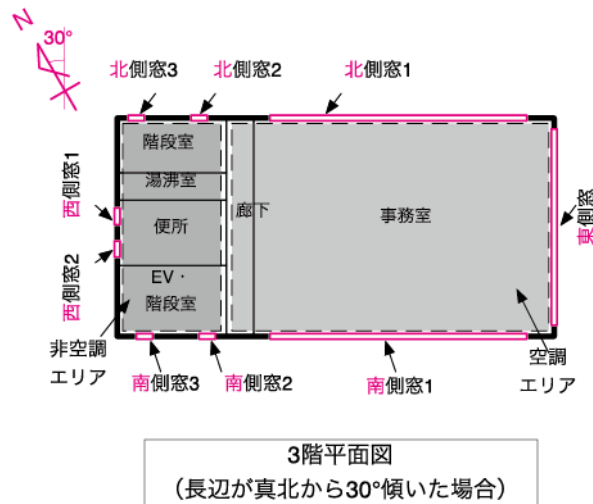 N
30°
北側窓3
北側窓2
北側窓1
階段室
湯沸室
便所
EV・
階段室
廊下
事務室
西側窓1
西側窓2
東側窓
非空調
エリア
南側窓3
南側窓2
南側窓1
空調
エリア
3階平面図
（長辺が真北から30°傾いた場合）